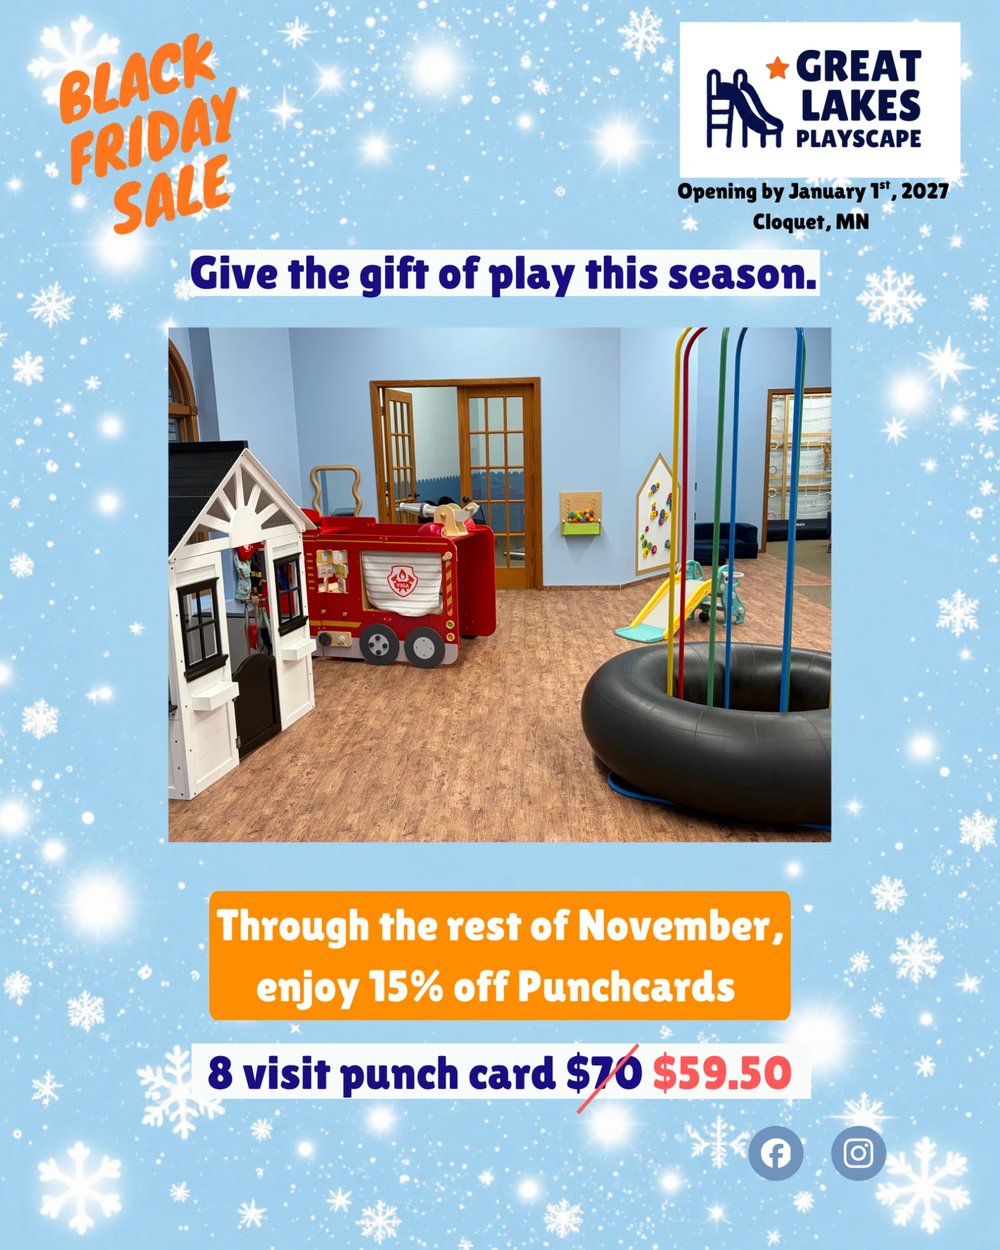 BLACK
FRIDAY
SALE
GREAT
LAKES
PLAYSCAPE
Opening by January 1st, 2027
Cloquet, MN
Give the gift of play this season.
Through the rest of November,
enjoy 15% off Punchcards
8 visit punch card $70 $59.50